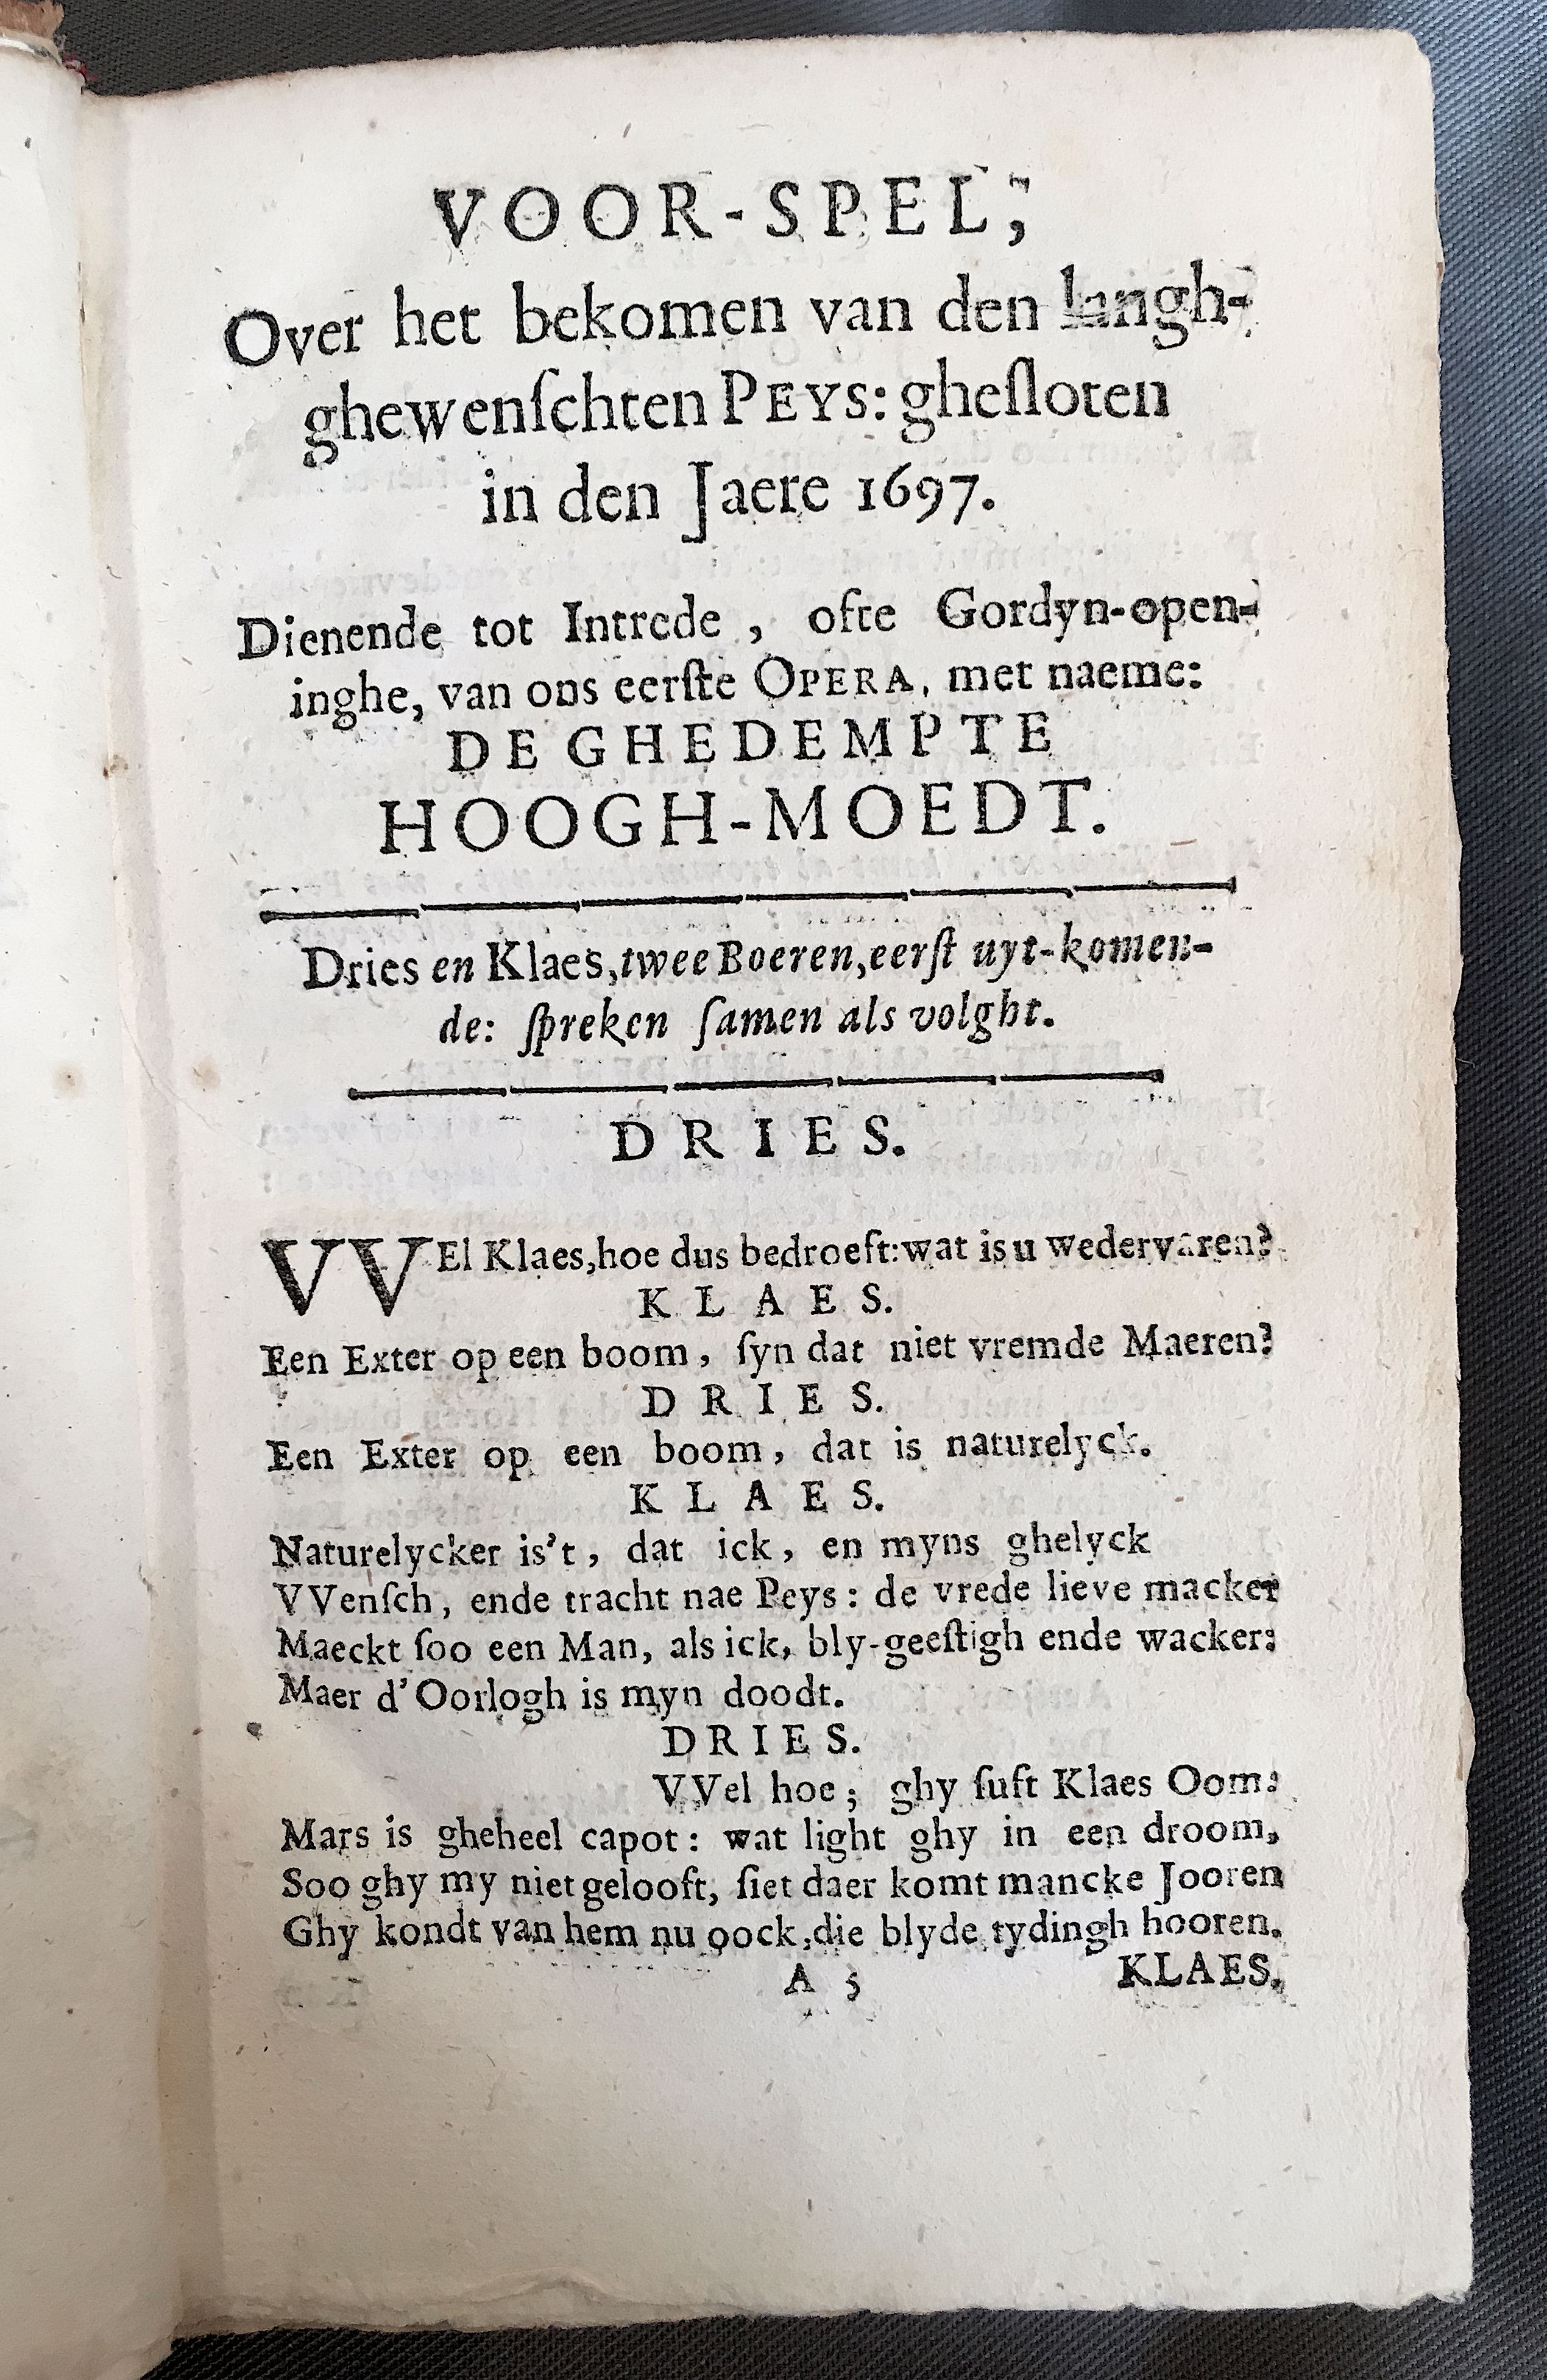 VOOR-SPEL,
Over het bekomen van den langh-
ghewenſchten PEYS: gheſloten
in den Jaere 1697.
Dienende tot Intrede, ofte Gordyn-open-
inghe, van ons eerſte OPERA, met naeme:
DE GHEDEMPTE
HOOGH-MOEDT.
Dries en Klaes, twee Boeren, eerſt uyt-komen-
de: ſpreken ſamen als volght.
DRIES.
VVEl Klaes, hoe dus bedroeft: wat is u wedervaren?
KLAES.
Een Exter op een boom, ſyn dat niet vremde Maeren?
DRIES.
Een Exter op een boom, dat is naturelyck.
KLAES.
Naturelycker is't, dat ick, en myns ghelyck
VVenſch, ende tracht nae Peys: de vrede lieve macker
Maeckt ſoo een Man, als ick, bly-geeſtigh ende wacker:
Maer d'Oorlogh is myn doodt.
DRIES.
VVel hoe; ghy ſuft Klaes Oom:
Mars is gheheel capot: wat light ghy in een droom,
Soo ghy my niet gelooft, ſiet daer komt mancke Jooren
Ghy kondt van hem nu oock, die blyde tydingh hooren.
A 5 KLAES.